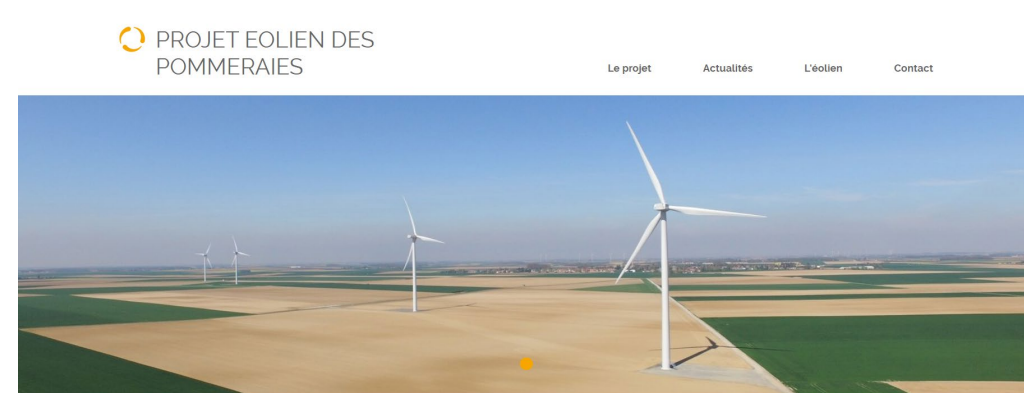 PROJET EOLIEN DES
POMMERAIES
Le projet Actualités L'éolien Contact